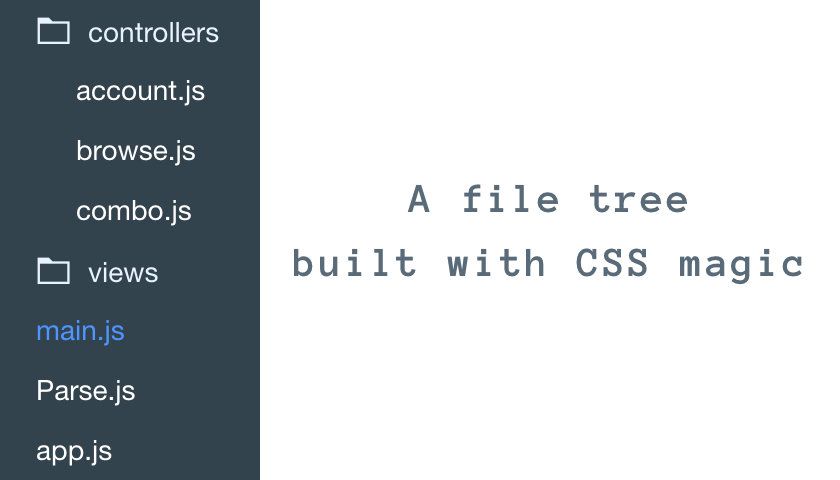 controllers
account.js
browse.js
combo.js
views
main.js
Parse.js
app.js
A file tree
built with CSS magic